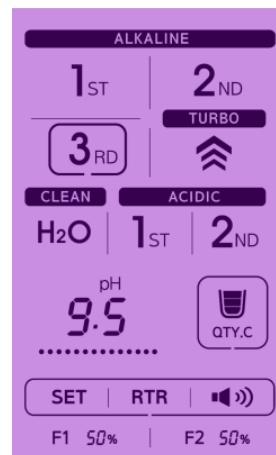 ALKALINE
1ST 2ND
3RD TURBO
CLEAN ACIDIC
H2O 1ST 2ND
pH
9.5
QTY.C
SET RTR
F1 50% F2 50%